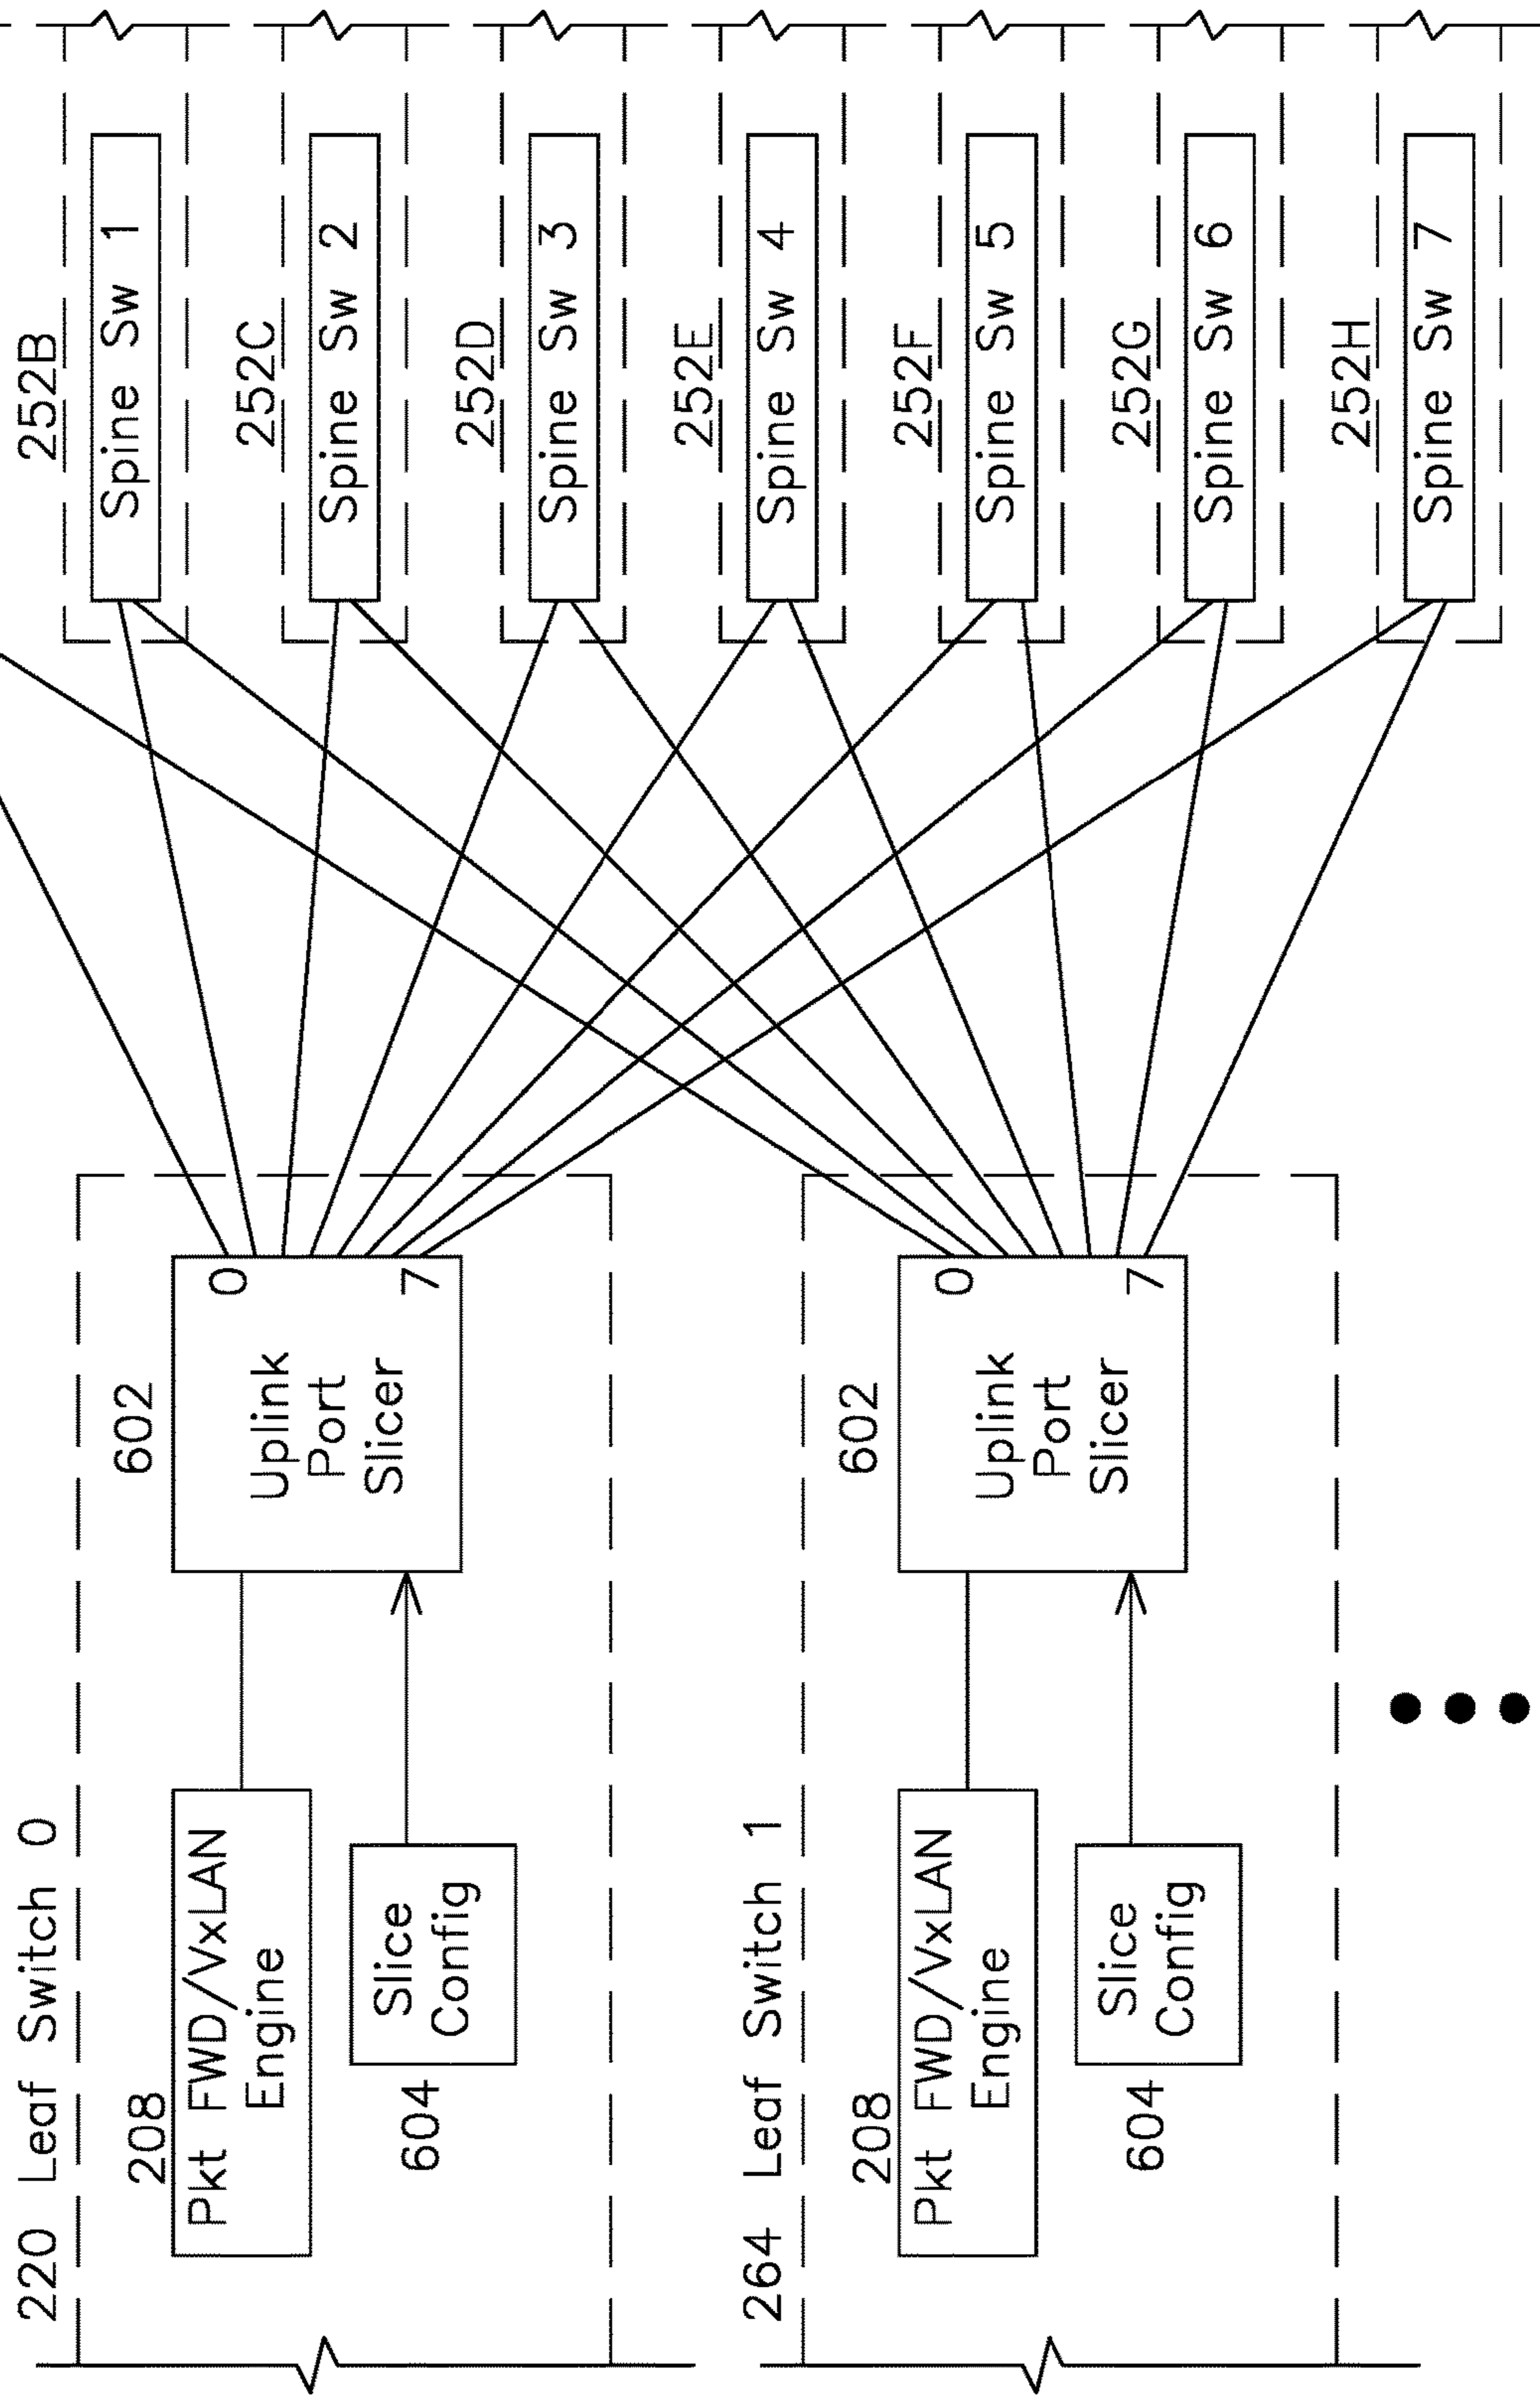 220 Leaf Switch 0
208
Pkt FWD/VxLAN
Engine
Slice
Config
604
602
Uplink
Port
Slicer
0
7
264 Leaf Switch 1
208
Pkt FWD/VxLAN
Engine
Slice
Config
604
602
Uplink
Port
Slicer
0
7
252B
Spine Sw 1
252C
Spine Sw 2
252D
Spine Sw 3
252E
Spine Sw 4
252F
Spine Sw 5
252G
Spine Sw 6
252H
Spine Sw 7